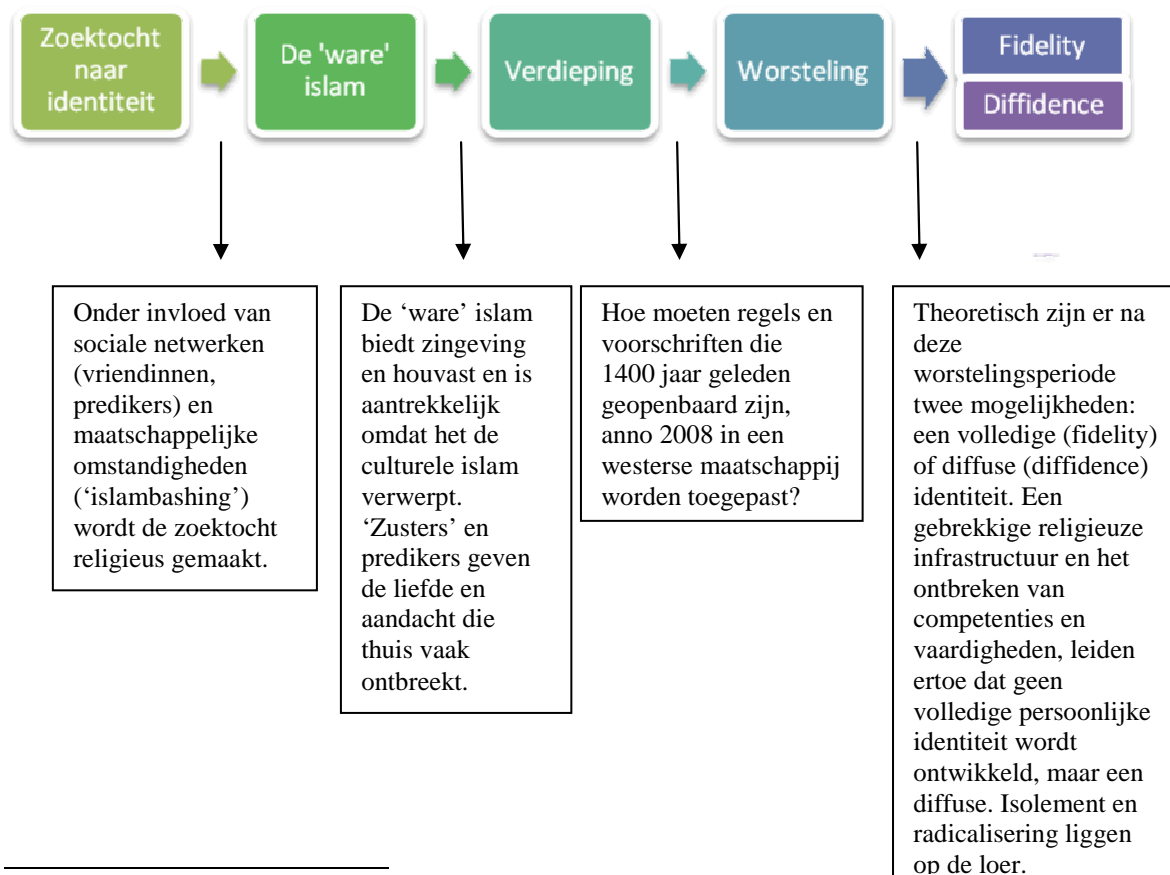 Zoektocht
naar
identiteit
De 'ware'
islam
Verdieping
Worsteling
Fidelity
Diffidence
Onder invloed van
sociale netwerken
(vriendinnen,
predikers) en
maatschappelijke
omstandigheden
(‘islambashing’)
wordt de zoektocht
religieus gemaakt.
De ‘ware’ islam
biedt zingeving
en houvast en is
aantrekkelijk
omdat het de
culturele islam
verwerpt.
‘Zusters’ en
predikers geven
de liefde en
aandacht die
thuis vaak
ontbreekt.
Hoe moeten regels en
voorschriften die
1400 jaar geleden
geopenbaard zijn,
anno 2008 in een
westerse maatschappij
worden toegepast?
Theoretisch zijn er na
deze
worstelingsperiode
twee mogelijkheden:
een volledige (fidelity)
of diffuse (diffidence)
identiteit. Een
gebrekkige religieuze
infrastructuur en het
ontbreken van
competenties en
vaardigheden, leiden
ertoe dat geen
volledige persoonlijke
identiteit wordt
ontwikkeld, maar een
diffuse. Isolement en
radicalisering liggen
op de loer.